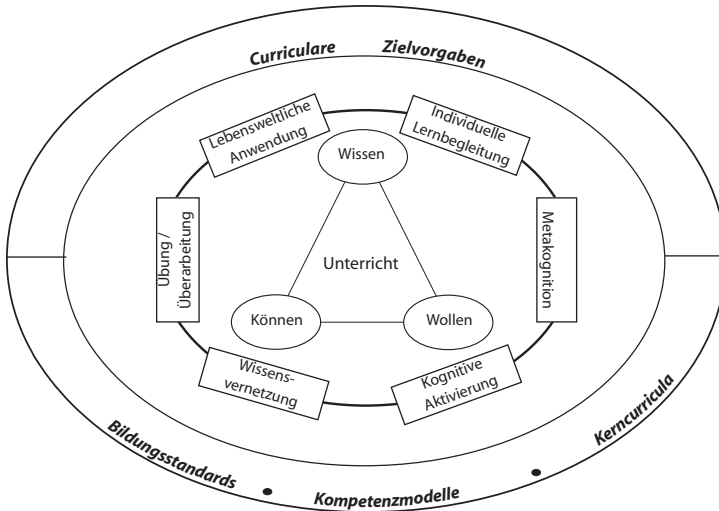 Curriculare Zielvorgaben
Lebensweltliche
Anwendung
Individuelle
Lernbegleitung
Wissen
Übung /
Überarbeitung
Metakognition
Unterricht
Können
Wollen
Wissens-
vernetzung
Kognitive
Aktivierung
Bildungsstandards
Kompetenzmodelle
Kerncurricula